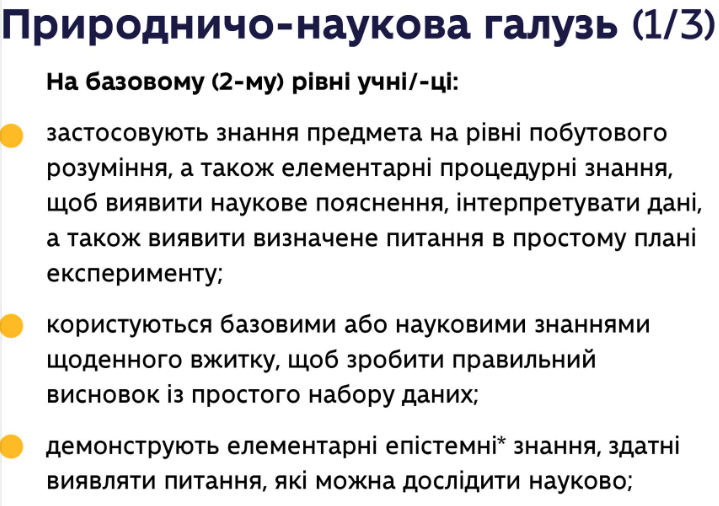 Природничо-наукова галузь (1/3)
На базовому (2-му) рівні учні/-ці:
застосовують знання предмета на рівні побутового
розуміння, а також елементарні процедурні знання,
щоб виявити наукове пояснення, інтерпретувати дані,
а також виявити визначене питання в простому плані
експерименту;
користуються базовими або науковими знаннями
щоденного вжитку, щоб зробити правильний
висновок із простого набору даних;
демонструють елементарні епістемні* знання, здатні
виявляти питання, які можна дослідити науково;